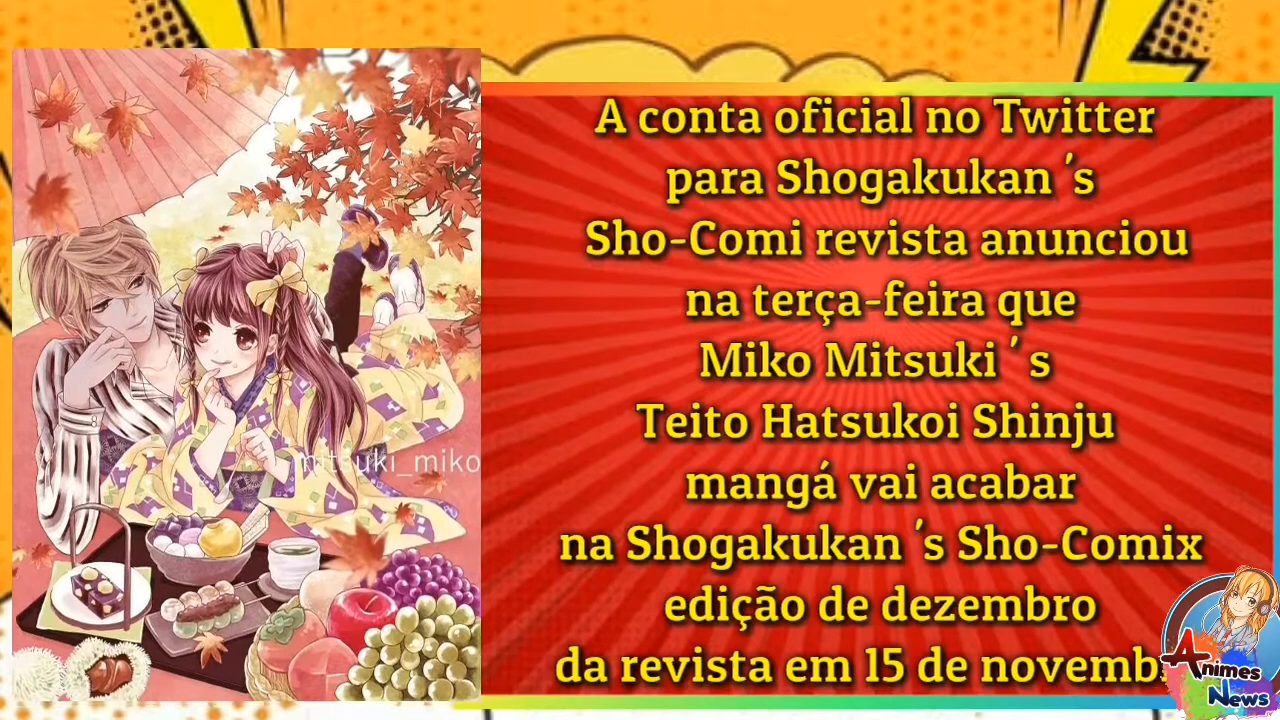 A conta oficial no Twitter
para Shogakukan 's
Sho-Comi revista anunciou
na terça-feira que
Miko Mitsuki ' s
Teito Hatsukoi Shinju
mangá vai acabar
na Shogakukan 's Sho-Comix
edição de dezembro
da revista em 15 de
mitsuki_miko
Animes
News